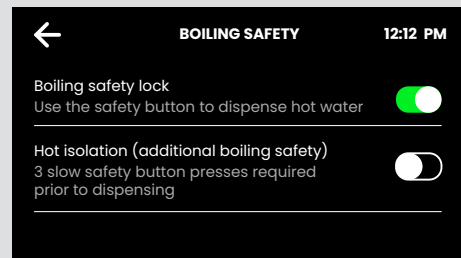 BOILING SAFETY 12:12 PM
Boiling safety lock
Use the safety button to dispense hot water
Hot isolation (additional boiling safety)
3 slow safety button presses required
prior to dispensing